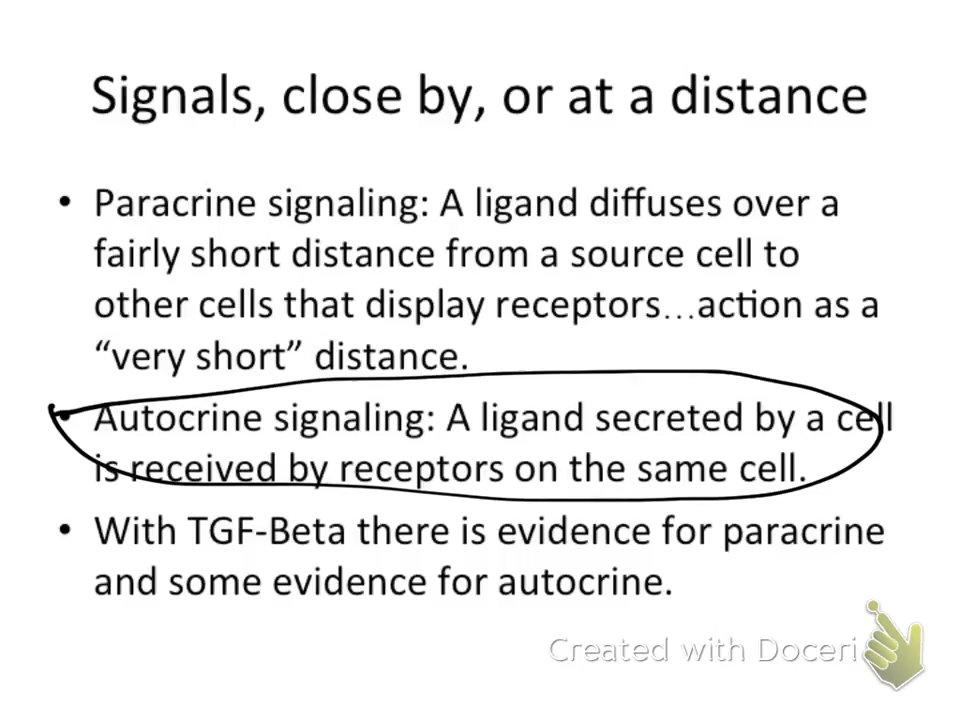 Signals, close by, or at a distance
• Paracrine signaling: A ligand diffuses over a
fairly short distance from a source cell to
other cells that display receptors…action as a
“very short” distance.
• Autocrine signaling: A ligand secreted by a cell
is received by receptors on the same cell.
• With TGF-Beta there is evidence for paracrine
and some evidence for autocrine.
Created with Doceri